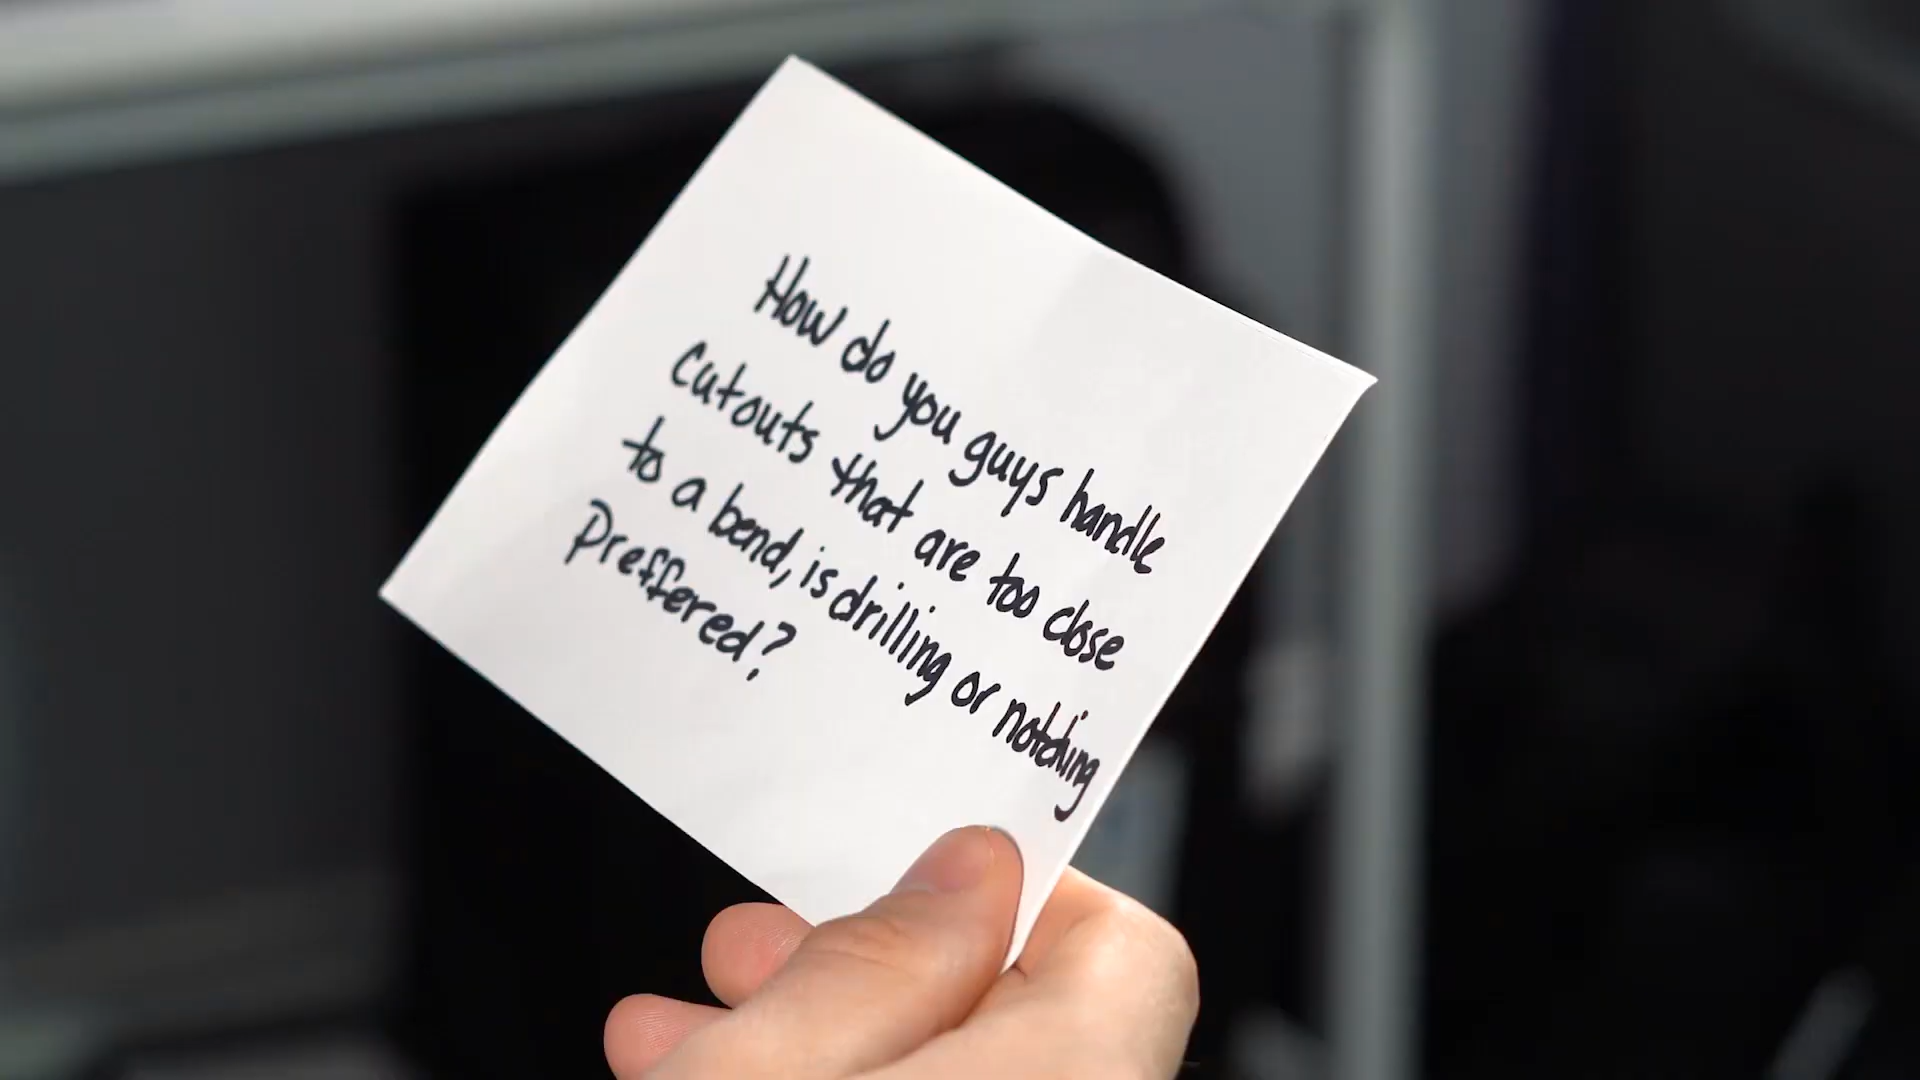 How do you guys handle
cutouts that are too close
to a bend, is drilling or notching
Preffered?